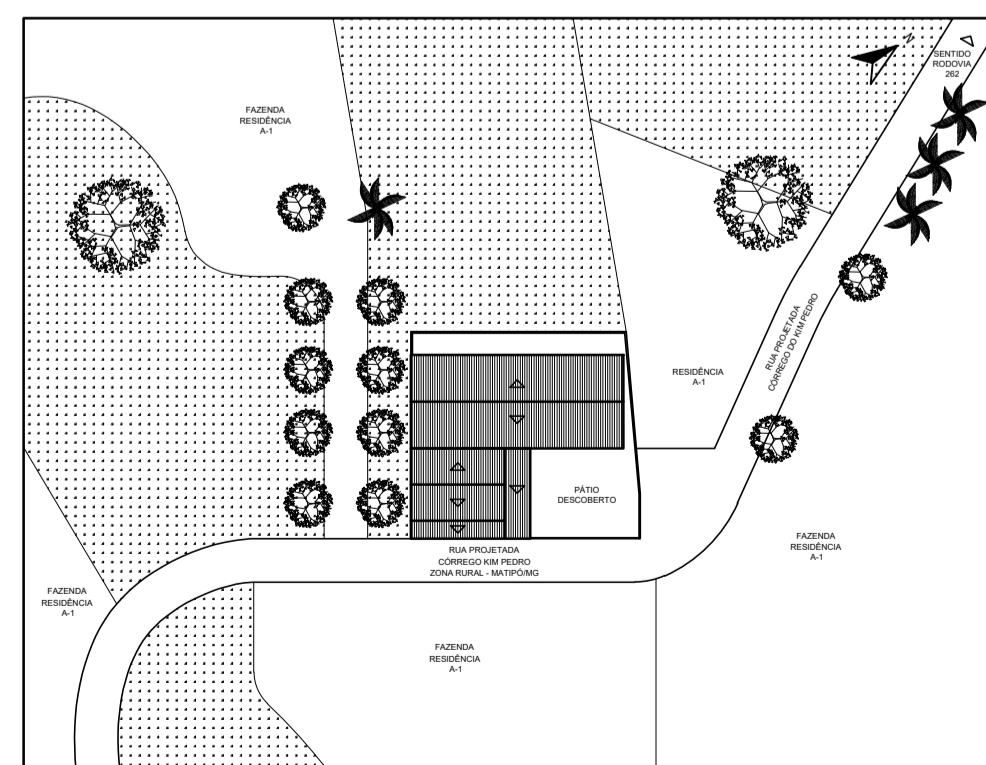 N
SENTIDO
RODOVIA
262
FAZENDA
RESIDÊNCIA
A-1
RUA PROJETADA
CÓRREGO DO KIM PEDRO
RESIDÊNCIA
A-1
PÁTIO
DESCOBERTO
RUA PROJETADA
CÓRREGO KIM PEDRO
ZONA RURAL - MATIPÓ/MG
FAZENDA
RESIDÊNCIA
A-1
FAZENDA
RESIDÊNCIA
A-1
FAZENDA
RESIDÊNCIA
A-1